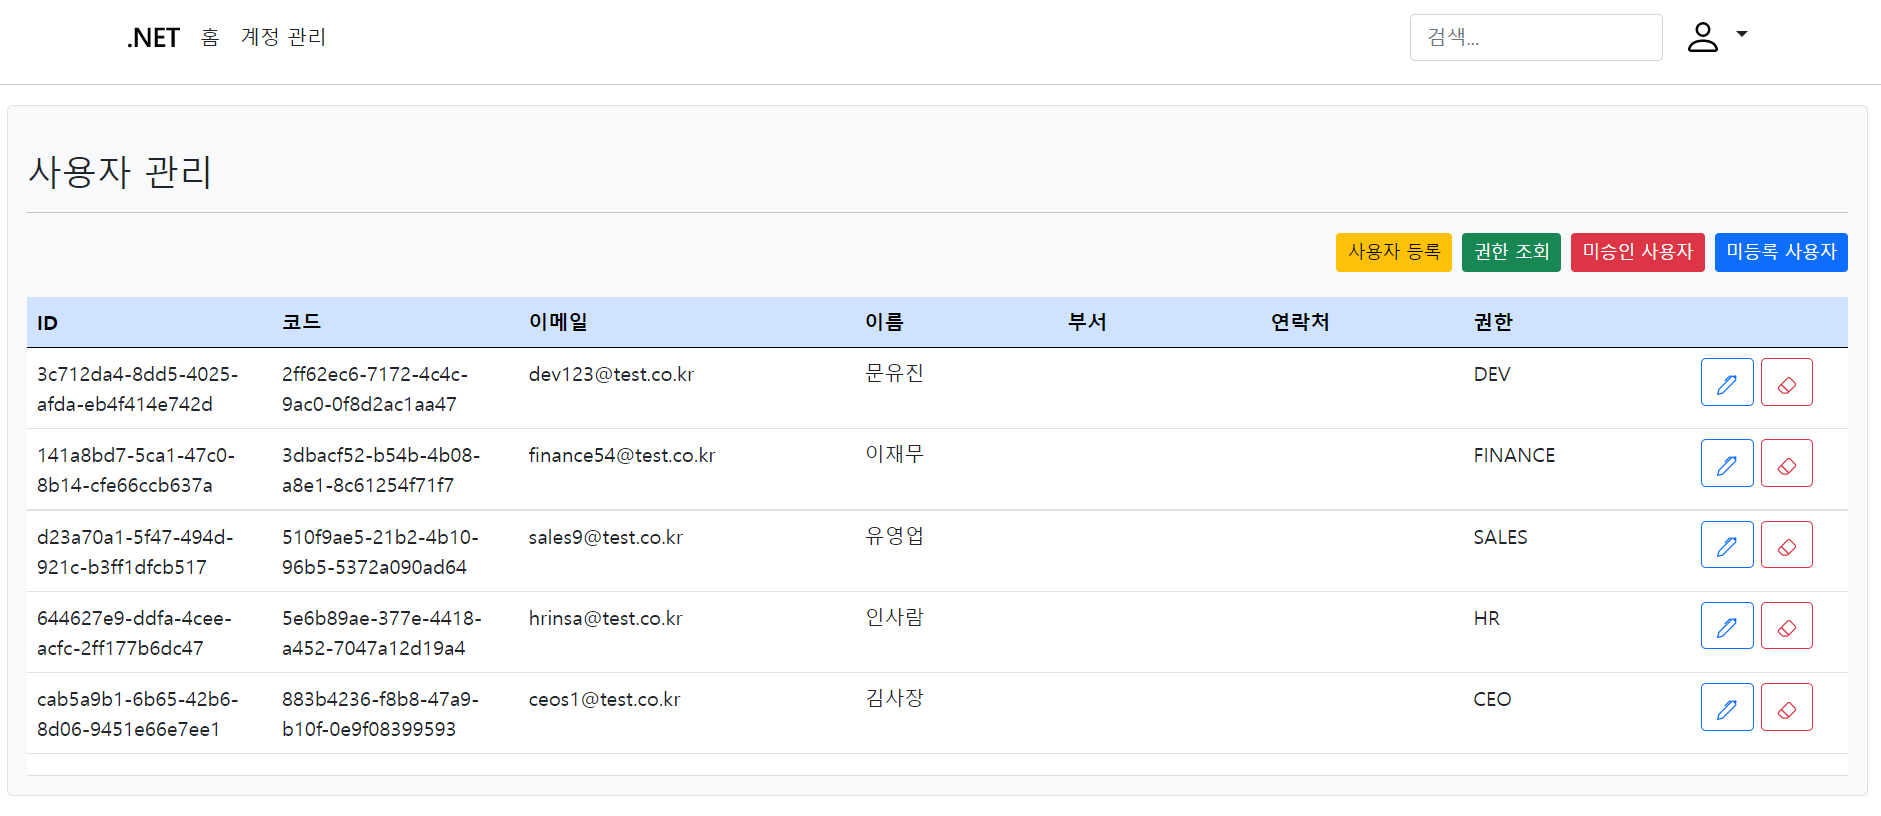 .NET 홈 계정 관리 검색...
사용자 관리
사용자 등록 권한 조회 미승인 사용자 미등록 사용자
ID 코드 이메일 이름 부서 연락처 권한
3c712da4-8dd5-4025- 2ff62ec6-7172-4c4c- dev123@test.co.kr 문유진 DEV
afda-eb4f414e742d 9ac0-0f8d2ac1aa47
141a8bd7-5ca1-47c0- 3dbacf52-b54b-4b08- finance54@test.co.kr 이재무 FINANCE
8b14-cfe66ccb637a a8e1-8c61254f71f7
d23a70a1-5f47-494d- 510f9ae5-21b2-4b10- sales9@test.co.kr 유영업 SALES
921c-b3ff1dfcb517 96b5-5372a090ad64
644627e9-ddfa-4cee- 5e6b89ae-377e-4418- hrinsa@test.co.kr 인사람 HR
acfc-2ff177b6dc47 a452-7047a12d19a4
cab5a9b1-6b65-42b6- 883b4236-f8b8-47a9- ceos1@test.co.kr 김사장 CEO
8d06-9451e66e7ee1 b10f-0e9f08399593